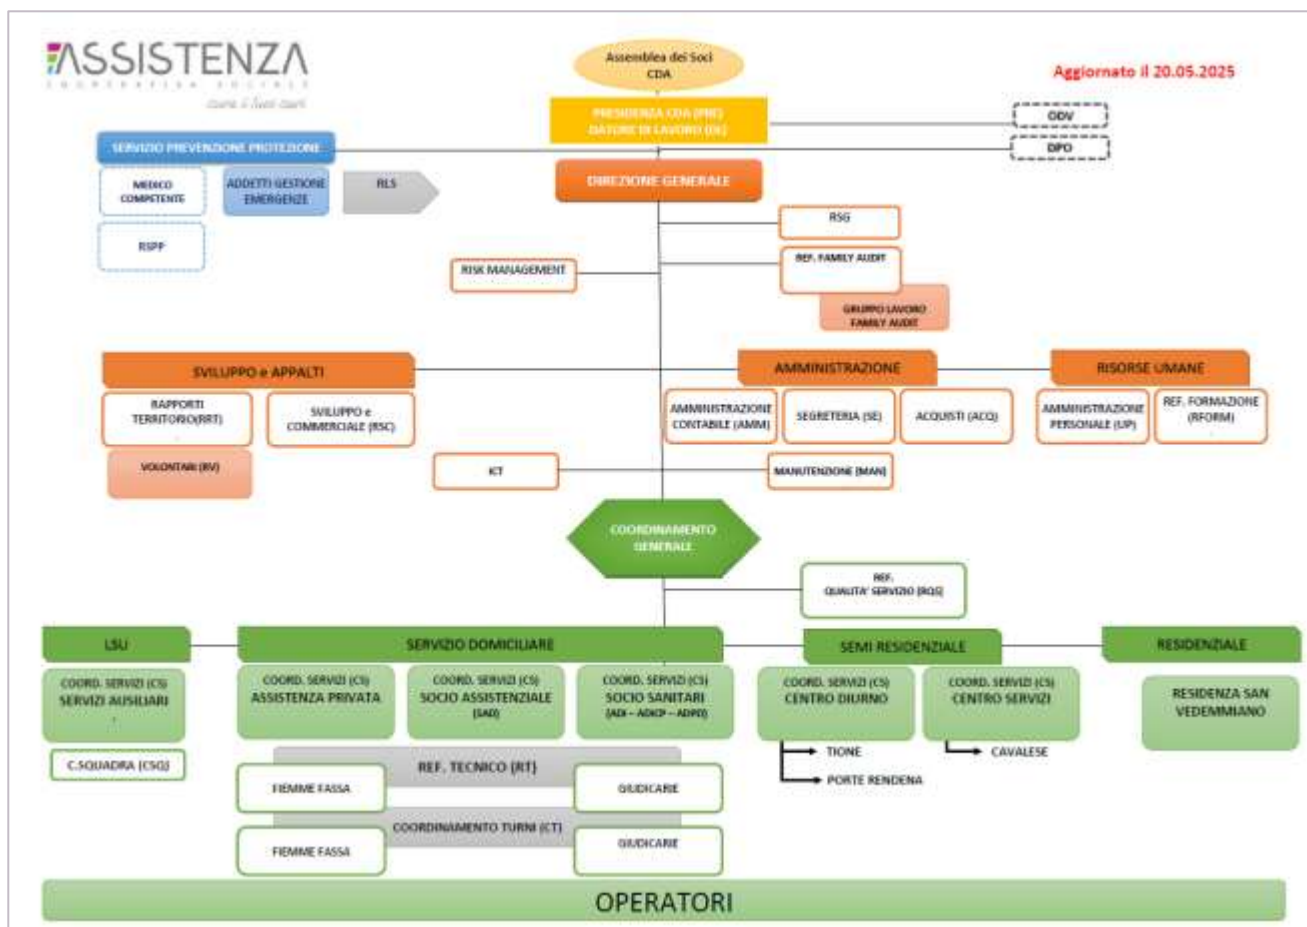 ASSISTENZA
COOPERATIVA SOCIALE
Assemblea dei Soci
CDA
Aggiornato il 20.05.2025
PRESIDENZA CDA (PRE)
DATORE DI LAVORO (DL)
ODV
DPO
SERVIZIO PREVENZIONE PROTEZIONE
MEDICO
COMPETENTE
ADDETTI GESTIONE
EMERGENZE
RLS
RSPP
DIREZIONE GENERALE
RSG
RISK MANAGEMENT
REF. FAMILY AUDIT
GRUPPO LAVORO
FAMILY AUDIT
SVILUPPO e APPALTI
AMMINISTRAZIONE
RISORSE UMANE
RAPPORTI
TERRITORIO(RRT)
SVILUPPO e
COMMERCIALE (RSC)
AMMINISTRAZIONE
CONTABILE (AMM)
SEGRETERIA (SE)
ACQUISTI (ACQ)
AMMINISTRAZIONE
PERSONALE (UP)
REF. FORMAZIONE
(RFORM)
VOLONTARI (RV)
ICT
MANUTENZIONE (MAN)
COORDINAMENTO
GENERALE
REF.
QUALITA' SERVIZIO (RQS)
LSU
SERVIZIO DOMICILIARE
SEMI RESIDENZIALE
RESIDENZIALE
COORD. SERVIZI (CS)
SERVIZI AUSILIARI
COORD. SERVIZI (CS)
ASSISTENZA PRIVATA
COORD. SERVIZI (CS)
SOCIO ASSISTENZIALE
(SAD)
COORD. SERVIZI (CS)
SOCIO SANITARI
(ADI – ADICP – ADPD)
COORD. SERVIZI (CS)
CENTRO DIURNO
COORD. SERVIZI (CS)
CENTRO SERVIZI
RESIDENZA SAN
VEDEMMIANO
C.SQUADRA (CSQ)
TIONE
PORTE RENDENA
CAVALESE
REF. TECNICO (RT)
FIEMME FASSA
GIUDICARIE
COORDINAMENTO TURNI (CT)
FIEMME FASSA
GIUDICARIE
OPERATORI